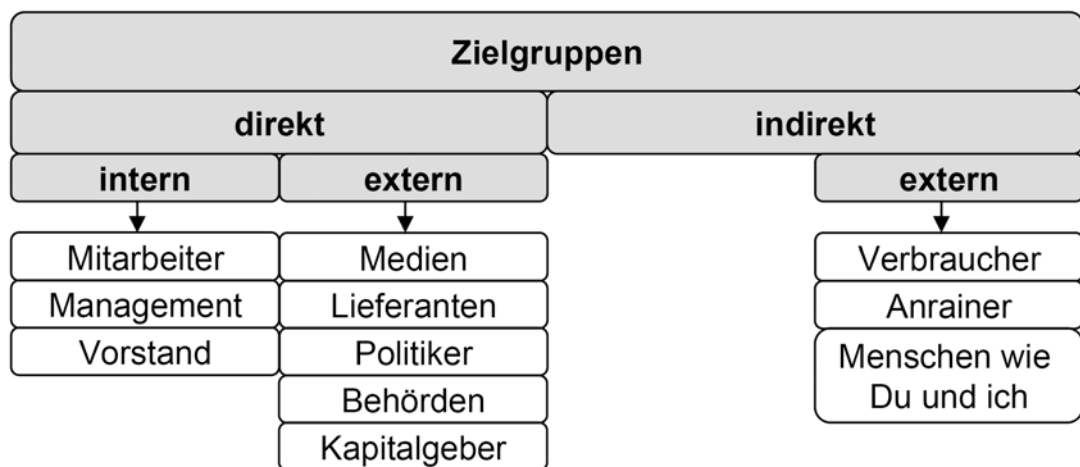 Zielgruppen
direkt
indirekt
intern
extern
extern
Mitarbeiter
Medien
Verbraucher
Management
Lieferanten
Anrainer
Vorstand
Politiker
Menschen wie
Du und ich
Behörden
Kapitalgeber